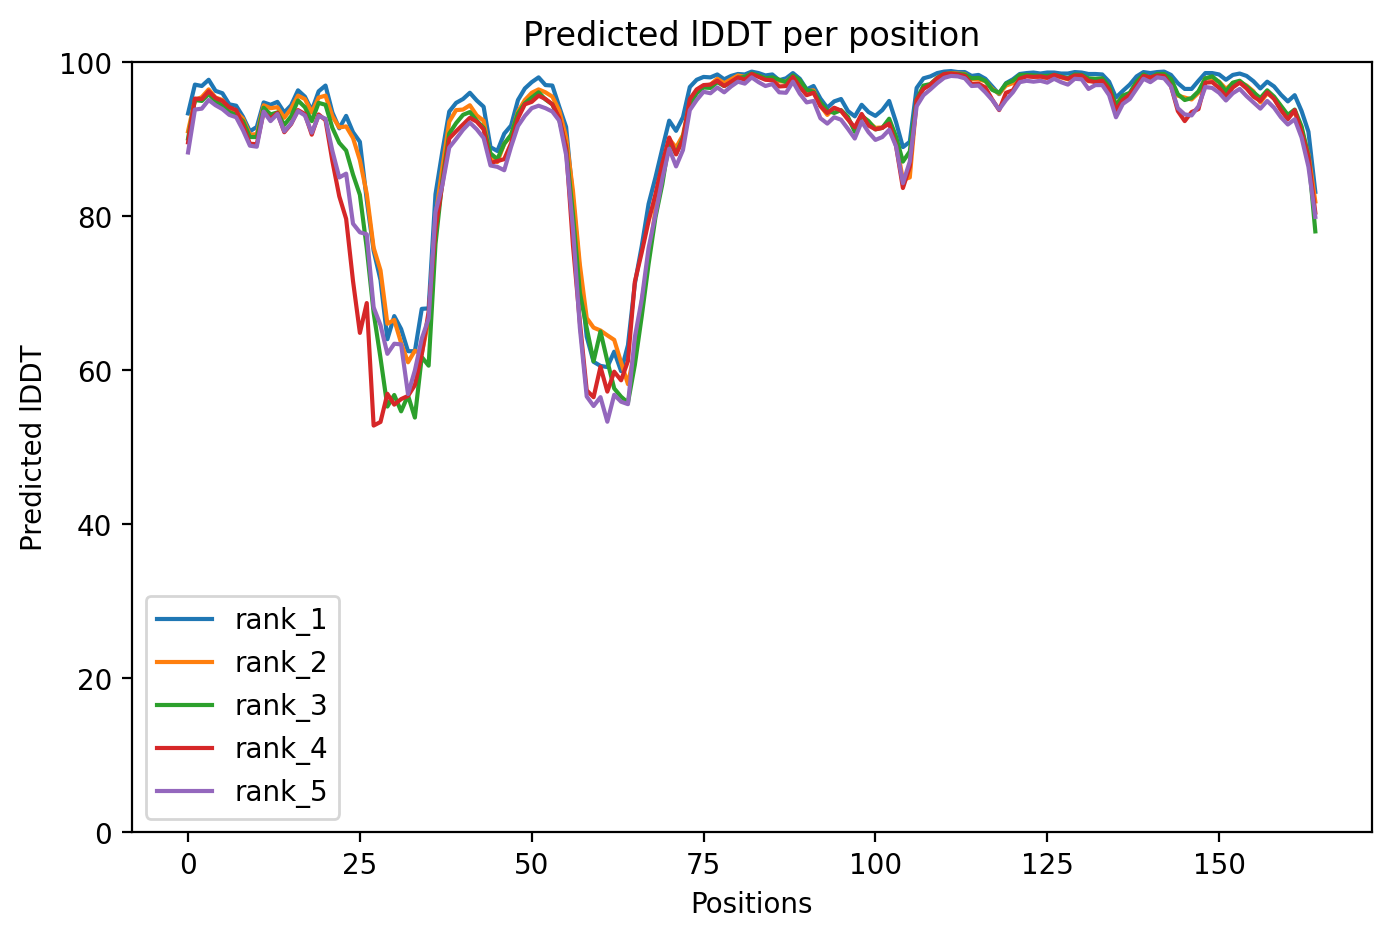 Predicted lDDT per position
100
80
60
40
20
0
Predicted lDDT
rank_1
rank_2
rank_3
rank_4
rank_5
0 25 50 75 100 125 150
Positions